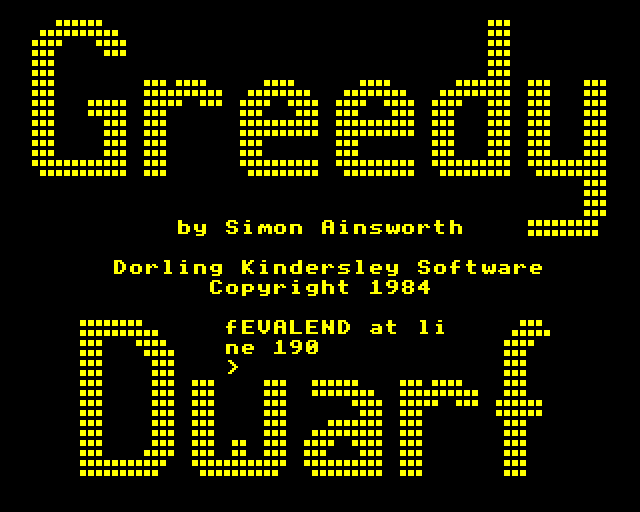 Greedy
by Simon Ainsworth
Dorling Kindersley Software
Copyright 1984
fEVALEND at li
ne 190
>
Dwarf